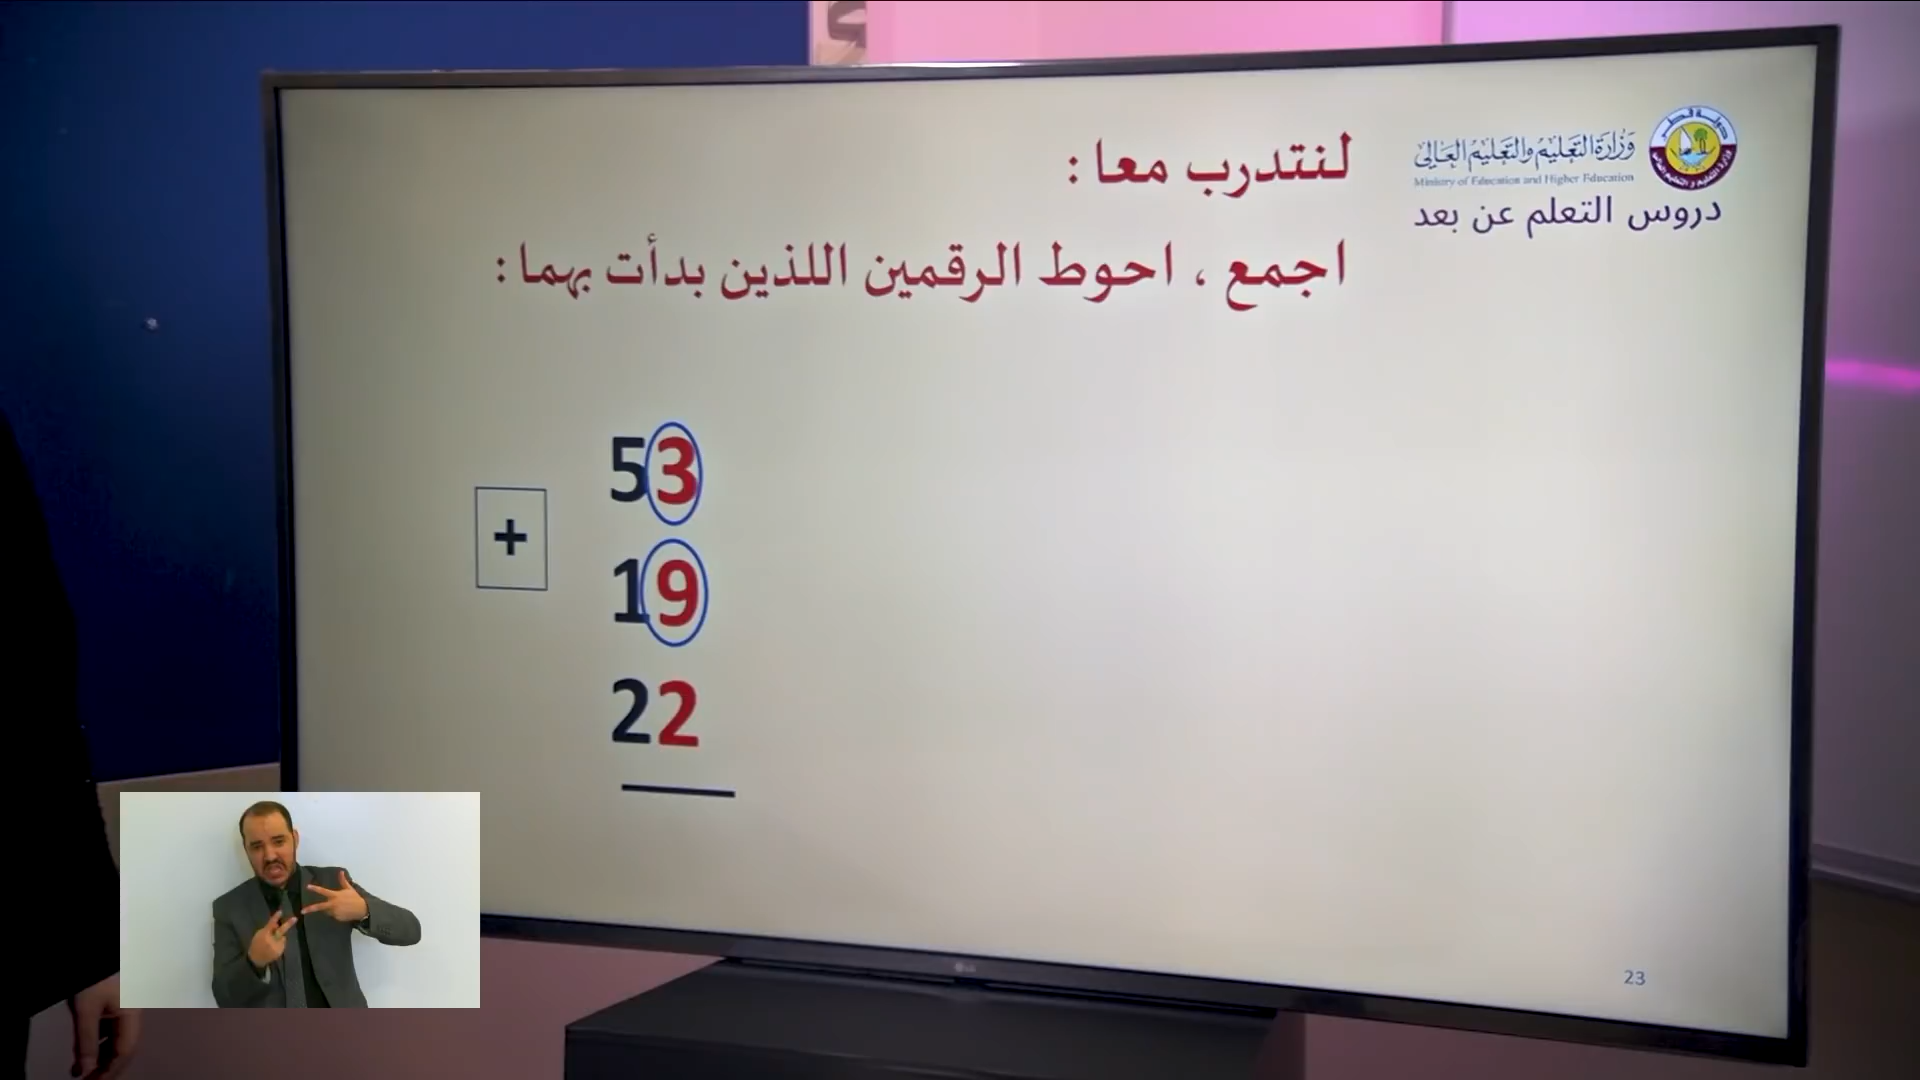 وزارة التعليم والتعليم العالي
Ministry of Education and Higher Education
دروس التعلم عن بعد
لنتدرب معا :
اجمع ، احوط الرقمين اللذين بدأت بهما :
53
+
19
22
23
LG